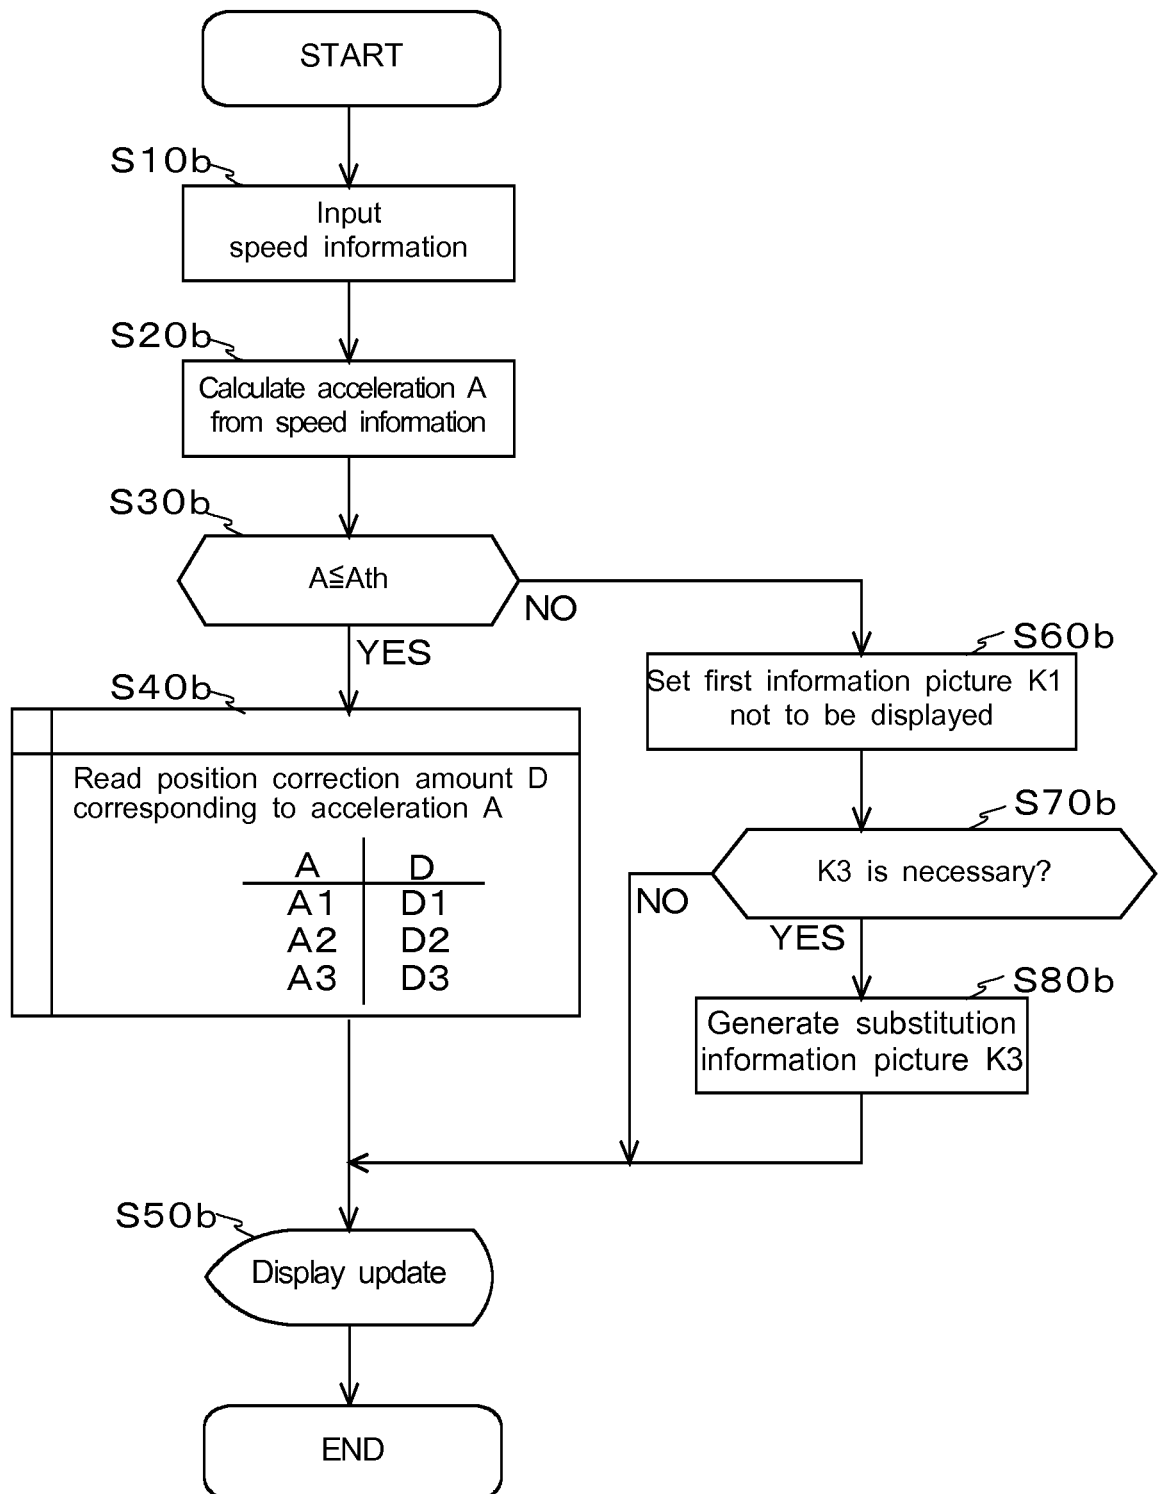 START
S10b
Input
speed information
S20b
Calculate acceleration A
from speed information
S30b
A≦Ath
NO
YES
S40b
Read position correction amount D
corresponding to acceleration A
A D
A1 D1
A2 D2
A3 D3
S60b
Set first information picture K1
not to be displayed
S70b
K3 is necessary?
NO
YES
S80b
Generate substitution
information picture K3
S50b
Display update
END